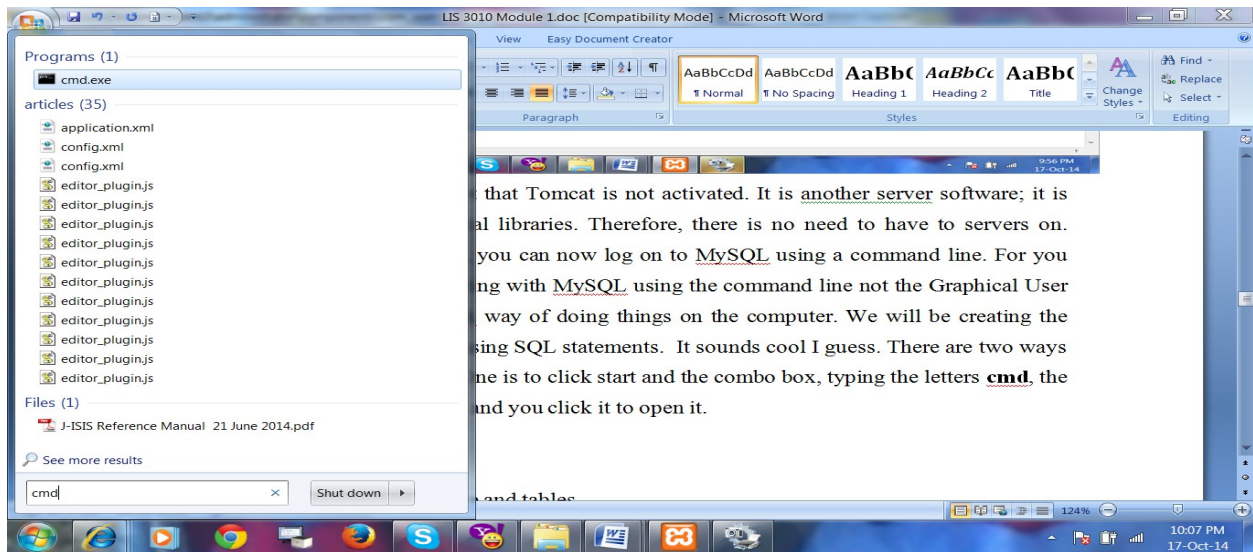 LIS 3010 Module 1.doc [Compatibility Mode] - Microsoft Word
View Easy Document Creator
AaBbCcDd AaBbCcDd AaBb( AaBbCc AaBb(
¶ Normal ¶ No Spacing Heading 1 Heading 2 Title
Change Styles
Find
Replace
Select
Paragraph Styles Editing
Programs (1)
cmd.exe
articles (35)
application.xml
config.xml
config.xml
editor_plugin.js
editor_plugin.js
editor_plugin.js
editor_plugin.js
editor_plugin.js
editor_plugin.js
editor_plugin.js
editor_plugin.js
editor_plugin.js
editor_plugin.js
editor_plugin.js
Files (1)
J-ISIS Reference Manual 21 June 2014.pdf
See more results
cmd
Shut down
9:56 PM
17-Oct-14
that Tomcat is not activated. It is another server software; it is
al libraries. Therefore, there is no need to have to servers on.
you can now log on to MySQL using a command line. For you
ng with MySQL using the command line not the Graphical User
way of doing things on the computer. We will be creating the
sing SQL statements. It sounds cool I guess. There are two ways
ne is to click start and the combo box, typing the letters cmd, the
and you click it to open it.
and tables
124%
10:07 PM
17-Oct-14